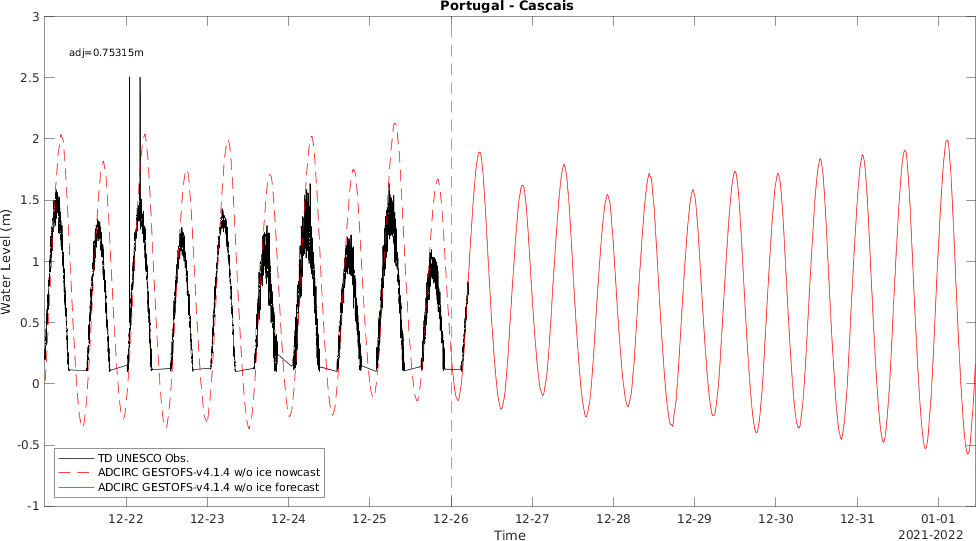 Portugal - Cascais
3
adj=0.75315m
2.5
2
1.5
1
0.5
0
-0.5
-1
Water Level (m)
TD UNESCO Obs.
ADCIRC GESTOFS-v4.1.4 w/o ice nowcast
ADCIRC GESTOFS-v4.1.4 w/o ice forecast
12-22 12-23 12-24 12-25 12-26 12-27 12-28 12-29 12-30 12-31 01-01
Time
2021-2022